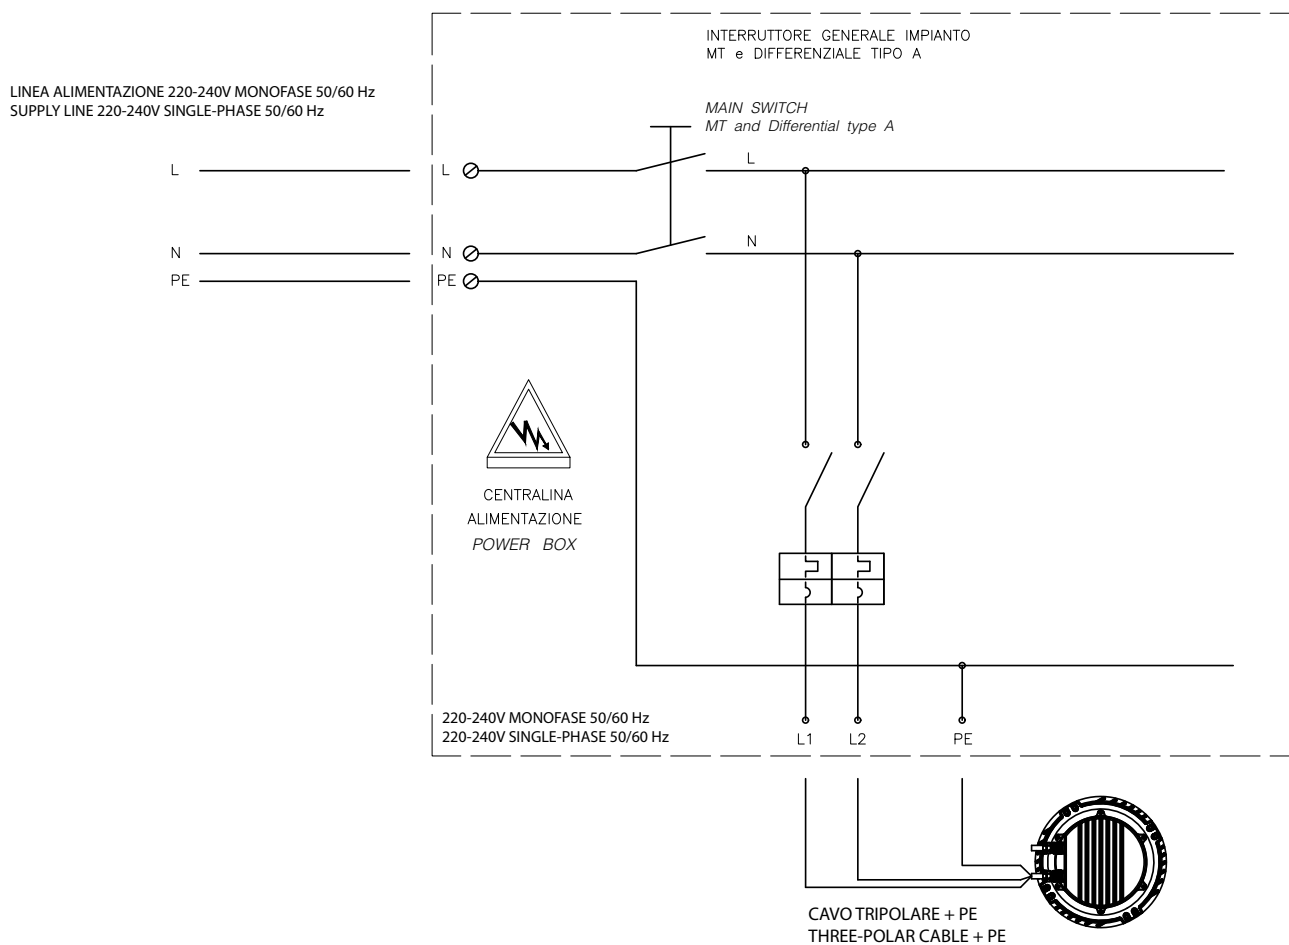 INTERRUTTORE GENERALE IMPIANTO
MT e DIFFERENZIALE TIPO A
LINEA ALIMENTAZIONE 220-240V MONOFASE 50/60 Hz
SUPPLY LINE 220-240V SINGLE-PHASE 50/60 Hz
MAIN SWITCH
MT and Differential type A
L
L
L
N
N
N
PE
PE
CENTRALINA
ALIMENTAZIONE
POWER BOX
220-240V MONOFASE 50/60 Hz
220-240V SINGLE-PHASE 50/60 Hz
L1
L2
PE
CAVO TRIPOLARE + PE
THREE-POLAR CABLE + PE